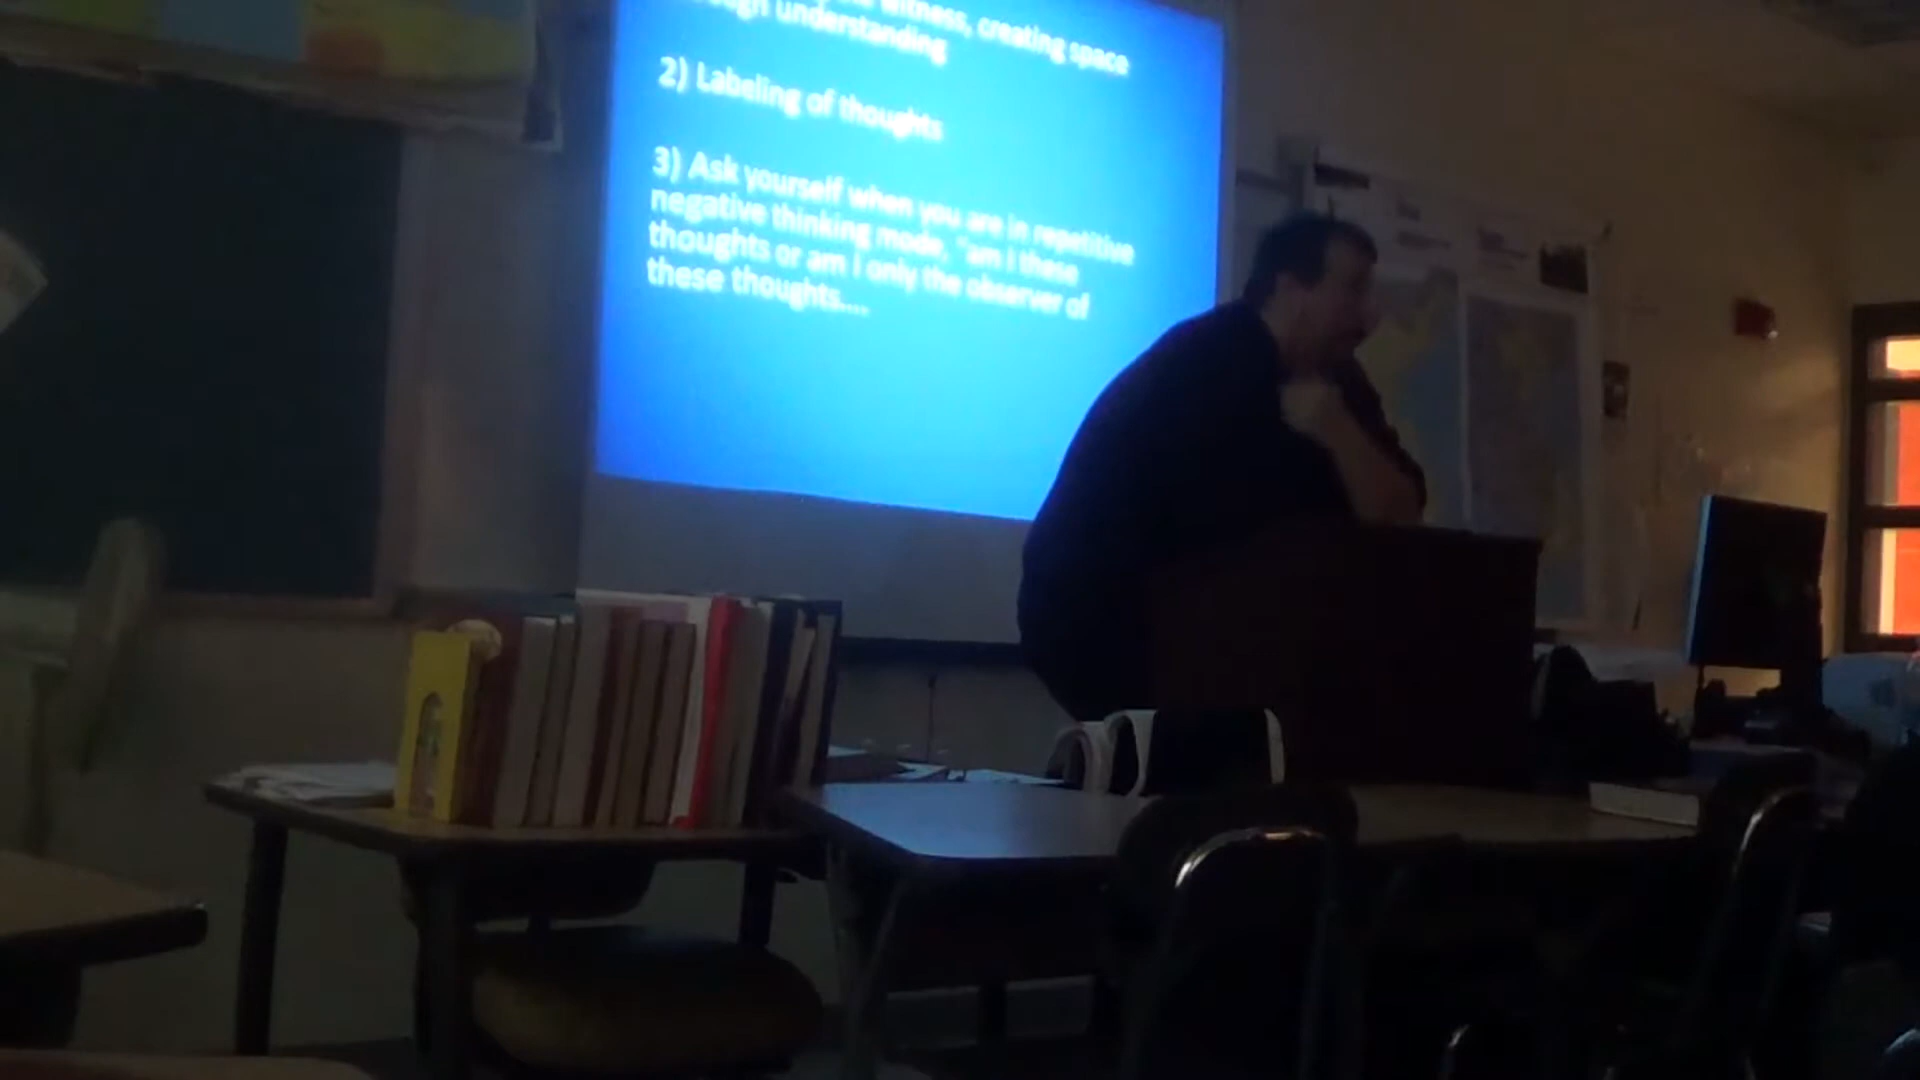 witness, creating space
understanding
2) Labeling of thoughts
3) Ask yourself when you are in repetitive
negative thinking mode, "am I these
thoughts or am I only the observer of
these thoughts....